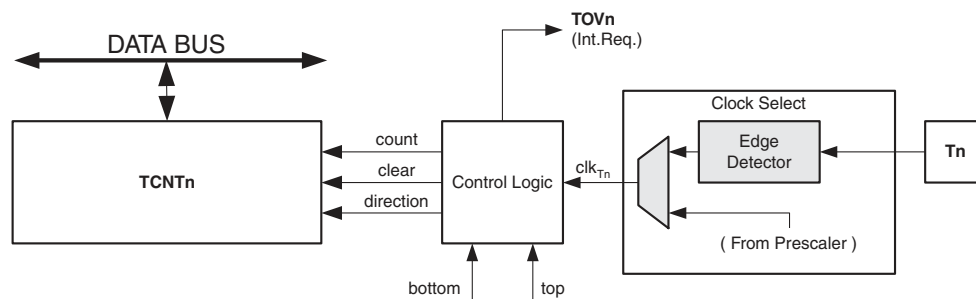 TOVn
(Int.Req.)
DATA BUS
Clock Select
count
Edge
Detector
Tn
TCNTn
clear
Control Logic
clkTn
direction
( From Prescaler )
bottom
top